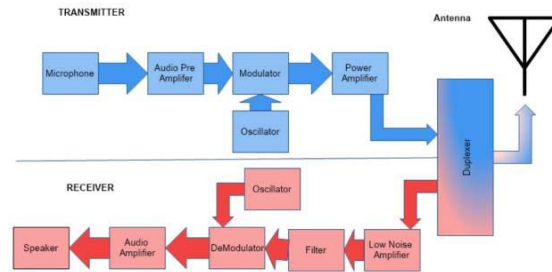 TRANSMITTER
Antenna
Microphone
Audio Pre
Amplifer
Modulator
Power
Amplifier
Oscillator
Duplexer
RECEIVER
Oscillator
Speaker
Audio
Amplifier
DeModulator
Filter
Low Noise
Amplifier